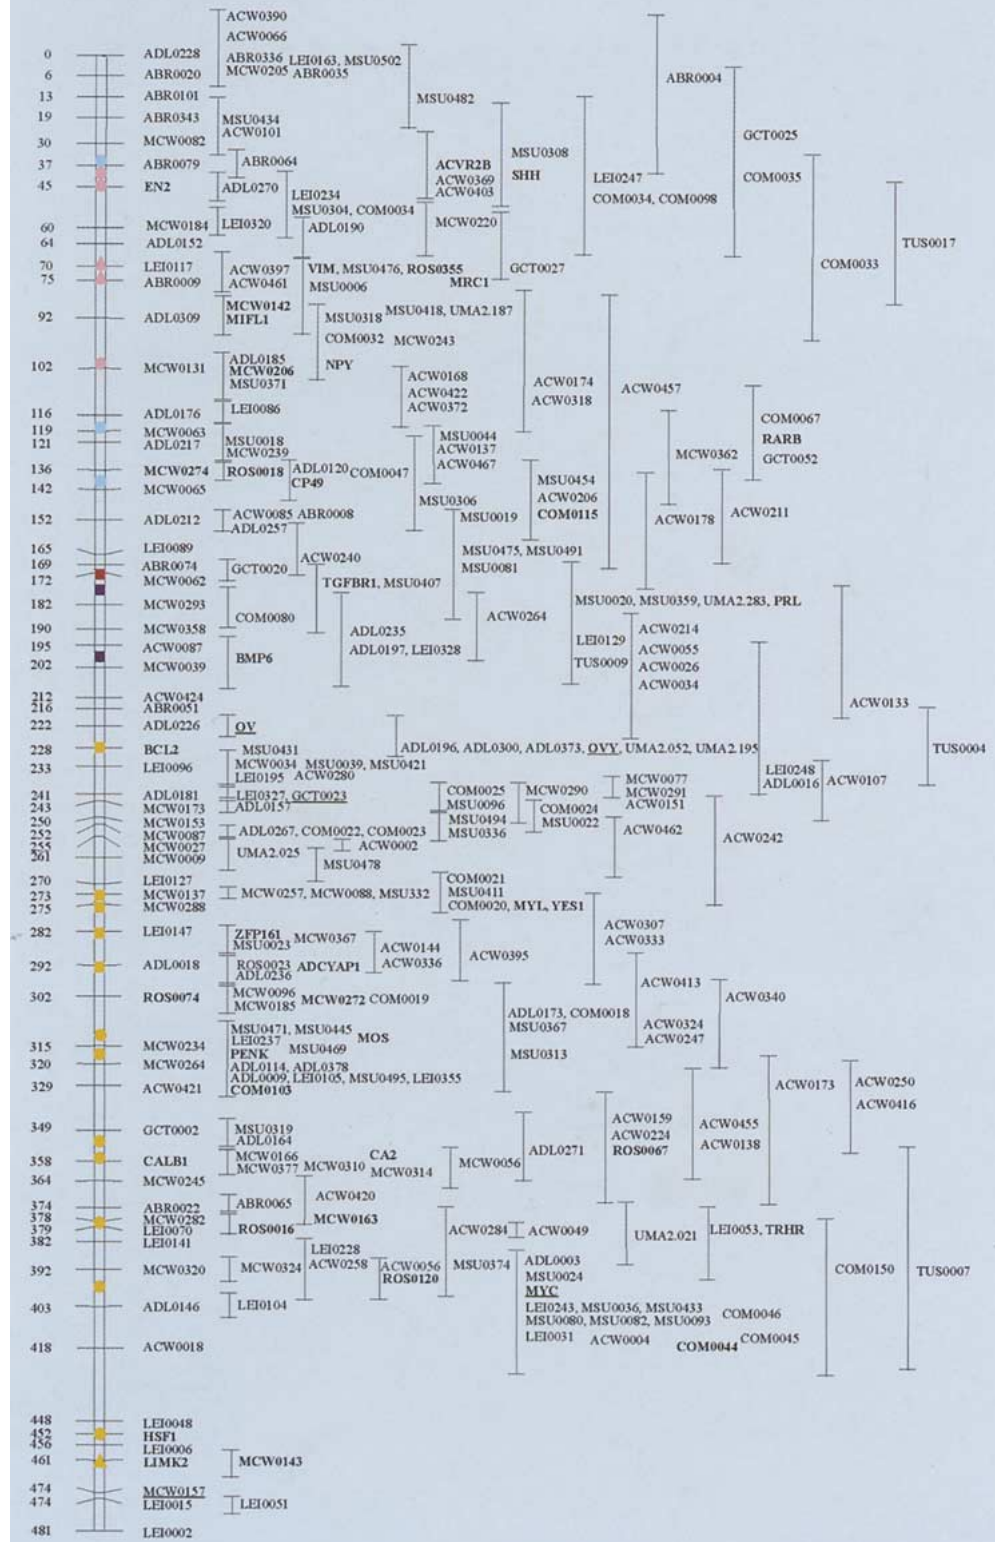 ACW0390
ACW0066
0 ADL0228 ABR0336 LEI0163, MSU0502
6 ABR0020 MCW0205 ABR0035 ABR0004
13 ABR0101 MSU0482
19 ABR0343 MSU0434
ACW0101 GCT0025
30 MCW0082 MSU0308
37 ABR0079 ABR0064 ACVR2B SHH LEI0247 COM0035
45 EN2 ADL0270 LEI0234 ACW0369
ACW0403 COM0034, COM0098
MSU0304, COM0034
60 MCW0184 LEI0320 ADL0190 MCW0220
64 ADL0152 TUS0017
70 LEI0117 ACW0397 VIM, MSU0476, ROS0355 GCT0027 COM0033
75 ABR0009 ACW0461 MSU0006 MRC1
MCW0142
92 ADL0309 MIFL1 MSU0318 MSU0418, UMA2.187
COM0032 MCW0243
ADL0185 NPY
102 MCW0131 MCW0206 ACW0168 ACW0174 ACW0457
MSU0371 ACW0422 ACW0318
LEI0086 ACW0372
116 ADL0176 COM0067
119 MCW0063 MSU0018 MSU0044 RARB
121 ADL0217 MCW0239 ACW0137 MCW0362 GCT0052
136 MCW0274 ROS0018 ADL0120 COM0047 ACW0467
CP49 MSU0454
142 MCW0065 MSU0306 ACW0206
152 ADL0212 ACW0085 ABR0008 MSU0019 COM0115 ACW0178 ACW0211
ADL0257
165 LEI0089 ACW0240 MSU0475, MSU0491
169 ABR0074 GCT0020 MSU0081
172 MCW0062 TGFBR1, MSU0407
182 MCW0293 COM0080 ACW0264 MSU0020, MSU0359, UMA2.283, PRL
190 MCW0358 ADL0235 LEI0129 ACW0214
195 ACW0087 BMP6 ADL0197, LEI0328 TUS0009 ACW0055
202 MCW0039 ACW0026
ACW0034
212 ACW0424 ACW0133
216 ABR0051
222 ADL0226 OV
228 BCL2 MSU0431 ADL0196, ADL0300, ADL0373, OVY, UMA2.052, UMA2.195 TUS0004
233 LEI0096 MCW0034 MSU0039, MSU0421 LEI0248
LEI0195 ACW0280 MCW0077 ADL0016 ACW0107
241 ADL0181 LEI0327, GCT0023 COM0025 MCW0290 MCW0291
243 MCW0173 ADL0157 MSU0096 COM0024 ACW0151
250 MCW0153 MSU0494 MSU0022
252 MCW0087 ADL0267, COM0022, COM0023 MSU0336 ACW0462 ACW0242
255 MCW0027 UMA2.025 ACW0002
261 MCW0009 MSU0478
270 LEI0127 COM0021
273 MCW0137 MCW0257, MCW0088, MSU332 MSU0411
275 MCW0288 COM0020, MYL, YES1
282 LEI0147 ZFP161 MCW0367 ACW0307
MSU0023 ACW0144 ACW0395 ACW0333
292 ADL0018 ROS0023 ADCYAP1 ACW0336
ADL0236 ACW0413
302 ROS0074 MCW0096 MCW0272 COM0019 ACW0340
MCW0185 ADL0173, COM0018
MSU0471, MSU0445 MOS MSU0367 ACW0324
LEI0237 ACW0247
315 MCW0234 PENK MSU0469 MSU0313
320 MCW0264 ADL0114, ADL0378
ADL0009, LEI0105, MSU0495, LEI0355
329 ACW0421 COM0103 ACW0173 ACW0250
ACW0416
349 GCT0002 MSU0319 ACW0159 ACW0455
ADL0164 ACW0224 ACW0138
358 CALB1 MCW0166 CA2 ADL0271 ROS0067
MCW0377 MCW0310 MCW0314 MCW0056
364 MCW0245
374 ABR0022 ABR0065 ACW0420
378 MCW0282 MCW0163
379 LEI0070 ROS0016 ACW0284 ACW0049 UMA2.021 LEI0053, TRHR
382 LEI0141 LEI0228
392 MCW0320 MCW0324 ACW0258 ACW0056 MSU0374 ADL0003 COM0150 TUS0007
ROS0120 MSU0024
MYC
403 ADL0146 LEI0104 LEI0243, MSU0036, MSU0433 COM0046
MSU0080, MSU0082, MSU0093
LEI0031 ACW0004 COM0044 COM0045
418 ACW0018
448 LEI0048
452 HSF1
456 LEI0006
461 LIMK2 MCW0143
474 MCW0157
474 LEI0015 LEI0051
481 LEI0002